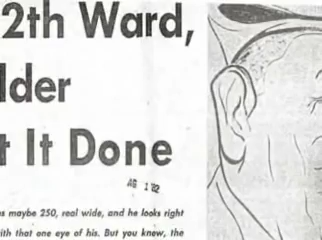 2th Ward,
lder
t It Done
AG 1 '82
s maybe 250, real wide, and he looks right
ith that one eye of his. But you know, the